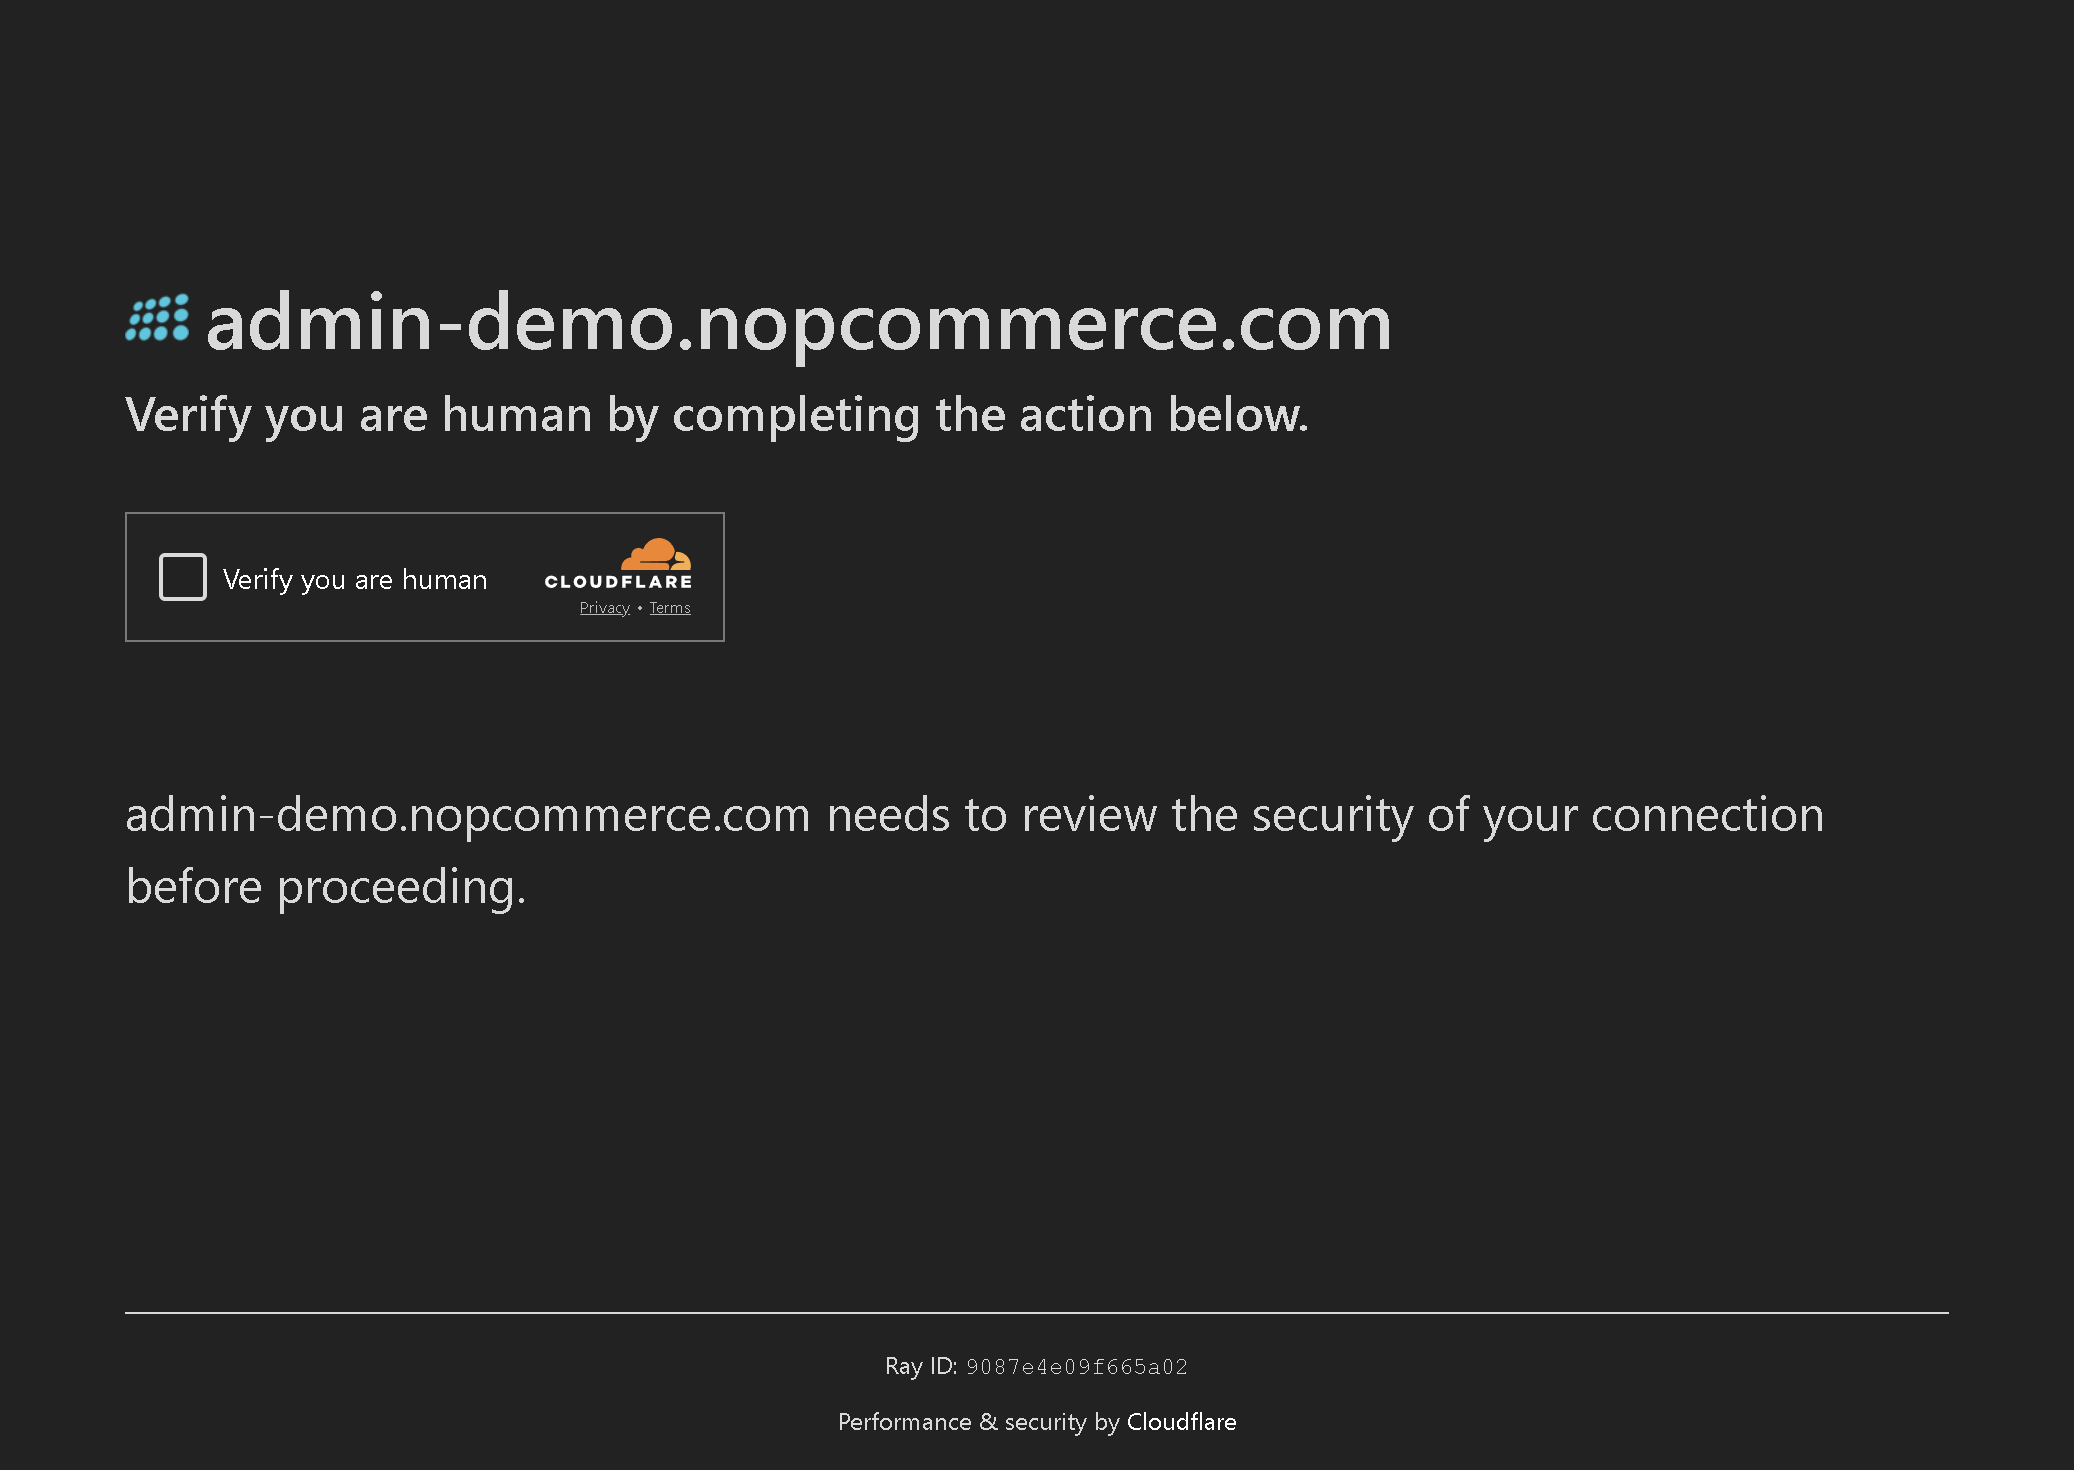 admin-demo.nopcommerce.com
Verify you are human by completing the action below.
Verify you are human
CLOUDFLARE
Privacy • Terms
admin-demo.nopcommerce.com needs to review the security of your connection
before proceeding.
Ray ID: 9087e4e09f665a02
Performance & security by Cloudflare